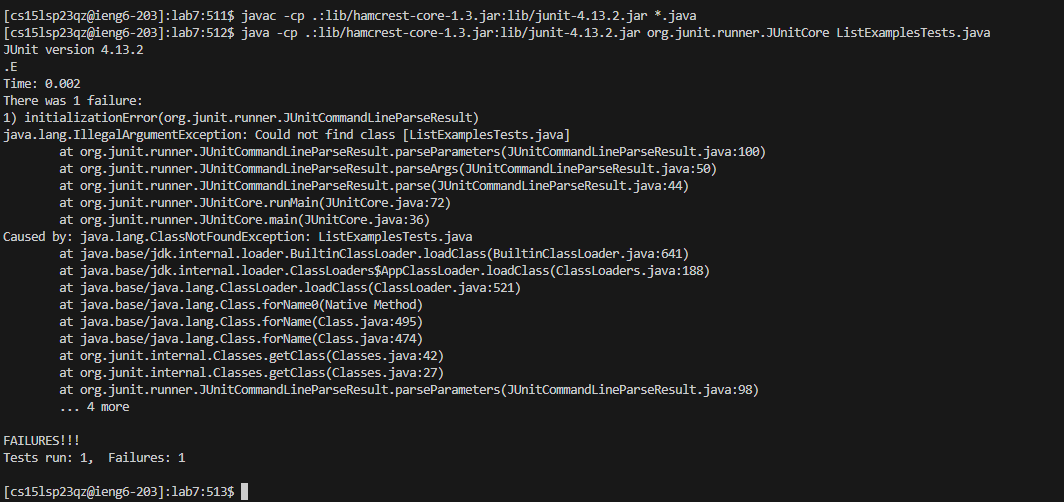 [cs15lsp23qz@ieng6-203]:lab7:511$ javac -cp .:lib/hamcrest-core-1.3.jar:lib/junit-4.13.2.jar *.java
[cs15lsp23qz@ieng6-203]:lab7:512$ java -cp .:lib/hamcrest-core-1.3.jar:lib/junit-4.13.2.jar org.junit.runner.JUnitCore ListExamplesTests.java
JUnit version 4.13.2
.E
Time: 0.002
There was 1 failure:
1) initializationError(org.junit.runner.JUnitCommandLineParseResult)
java.lang.IllegalArgumentException: Could not find class [ListExamplesTests.java]
        at org.junit.runner.JUnitCommandLineParseResult.parseParameters(JUnitCommandLineParseResult.java:100)
        at org.junit.runner.JUnitCommandLineParseResult.parseArgs(JUnitCommandLineParseResult.java:50)
        at org.junit.runner.JUnitCommandLineParseResult.parse(JUnitCommandLineParseResult.java:44)
        at org.junit.runner.JUnitCore.runMain(JUnitCore.java:72)
        at org.junit.runner.JUnitCore.main(JUnitCore.java:36)
Caused by: java.lang.ClassNotFoundException: ListExamplesTests.java
        at java.base/jdk.internal.loader.BuiltinClassLoader.loadClass(BuiltinClassLoader.java:641)
        at java.base/jdk.internal.loader.ClassLoaders$AppClassLoader.loadClass(ClassLoaders.java:188)
        at java.base/java.lang.ClassLoader.loadClass(ClassLoader.java:521)
        at java.base/java.lang.Class.forName0(Native Method)
        at java.base/java.lang.Class.forName(Class.java:495)
        at java.base/java.lang.Class.forName(Class.java:474)
        at org.junit.internal.Classes.getClass(Classes.java:42)
        at org.junit.internal.Classes.getClass(Classes.java:27)
        at org.junit.runner.JUnitCommandLineParseResult.parseParameters(JUnitCommandLineParseResult.java:98)
        ... 4 more
FAILURES!!!
Tests run: 1,  Failures: 1
[cs15lsp23qz@ieng6-203]:lab7:513$